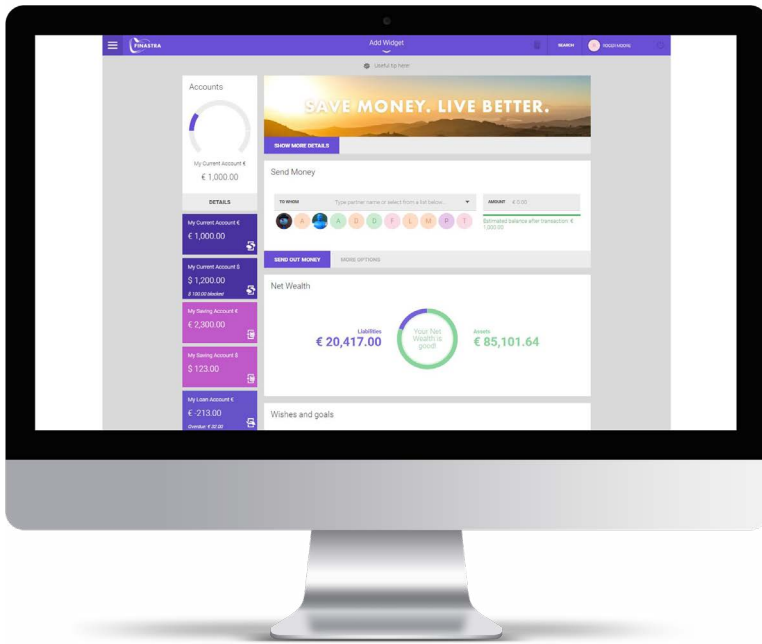 FINASTRA
Add Widget
SEARCH
ROGER MOORE
Useful tip here!
Accounts
My Current Account €
€ 1,000.00
DETAILS
My Current Account €
€ 1,000.00
My Current Account $
$ 1,200.00
$ 100.00 blocked
My Saving Account €
€ 2,300.00
My Saving Account $
$ 123.00
My Loan Account €
€ -213.00
Overdue: € 50.00
SAVE MONEY. LIVE BETTER.
SHOW MORE DETAILS
Send Money
TO WHOM Type partner name or select from a list below...
AMOUNT € 0.00
A A D D F L M P T
Estimated balance after transaction: €
1,000.00
SEND OUT MONEY MORE OPTIONS
Net Wealth
Liabilities
€ 20,417.00
Your Net
Wealth is
good!
Assets
€ 85,101.64
Wishes and goals